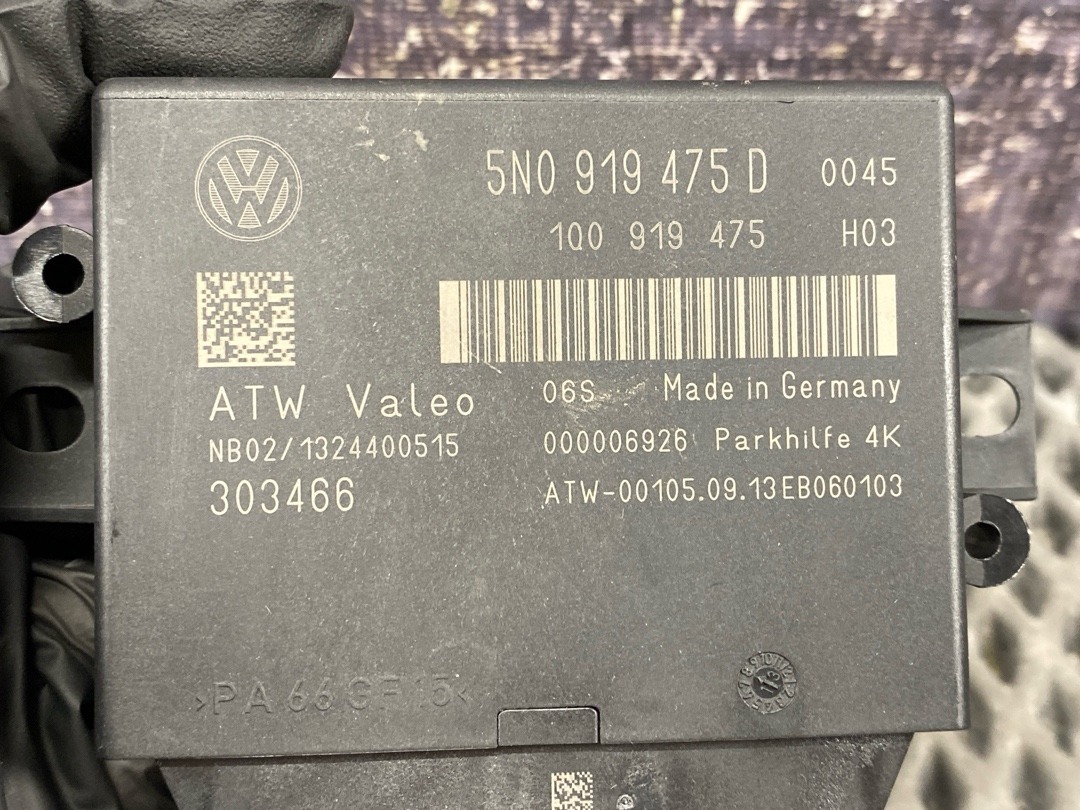 5N0 919 475 D 0045
1Q0 919 475 H03
ATW Valeo 06S Made in Germany
NB02/1324400515 000006926 Parkhilfe 4K
303466 ATW-00105.09.13EB060103
>PA66GF15<